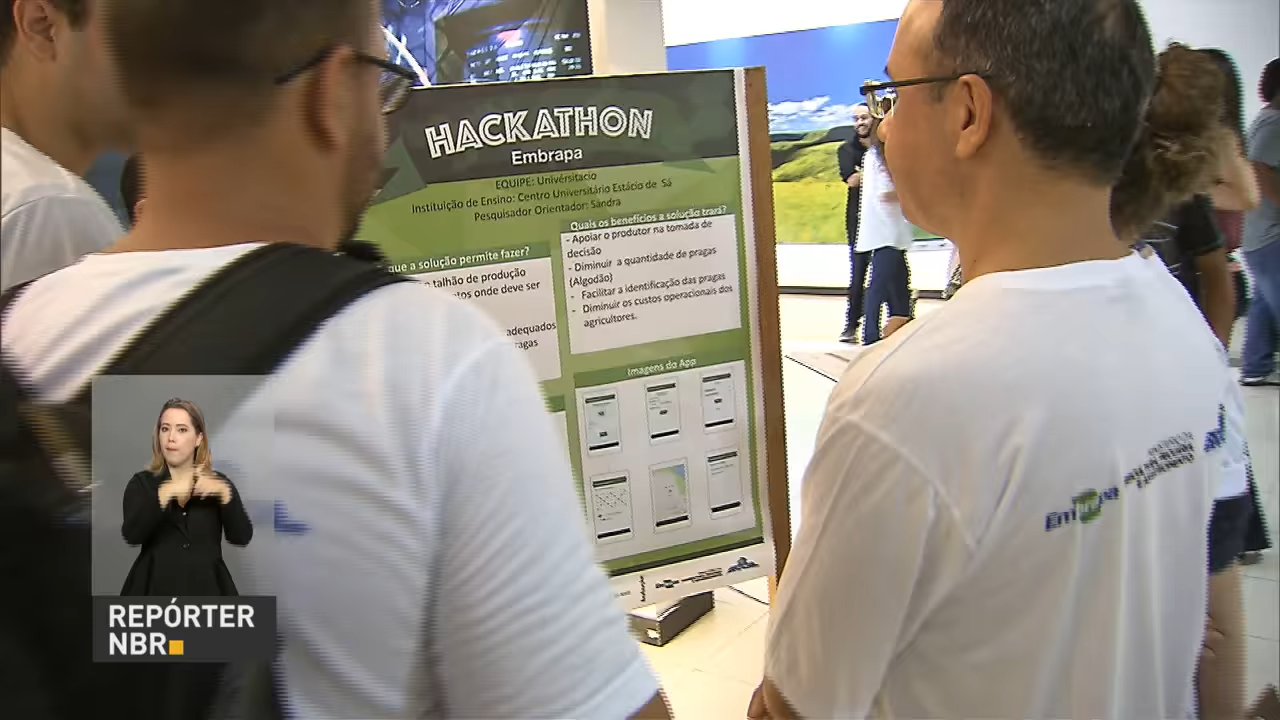 HACKATHON
Embrapa
EQUIPE: Univérsitacio
Instituição de Ensino: Centro Universitário Estácio de Sá
Pesquisador Orientador: Sandra
que a solução permite fazer?
talhão de produção
onde deve ser
adequados
Quais os benefícios a solução trará?
- Apoiar o produtor na tomada de
decisão
- Diminuir a quantidade de pragas
(Algodão)
- Facilitar a identificação das pragas
- Diminuir os custos operacionais dos
agricultores.
Imagens do App
Embrapa
REPÓRTER
NBR